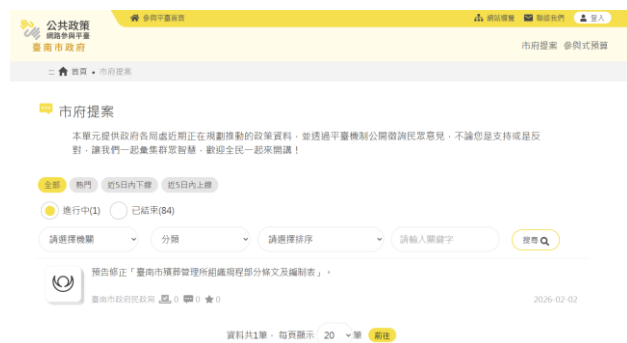 公共政策
網路參與平臺
臺南市政府
參與平臺首頁
網站導覽 聯絡我們 登入
市府提案 參與式預算
::: 首頁 • 市府提案
市府提案
本單元提供政府各局處近期正在規劃推動的政策資料，並透過平臺機制公開徵詢民眾意見，不論您是支持或是反
對，讓我們一起彙集群眾智慧，歡迎全民一起來開講！
全部 熱門 近5日內下線 近5日內上線
進行中(1) 已結束(84)
請選擇機關 分類 請選擇排序 請輸入關鍵字 搜尋
預告修正「臺南市殯葬管理所組織規程部分條文及編制表」。
臺南市政府民政局 0 0 0 2026-02-02
資料共1筆，每頁顯示 20 筆 前往